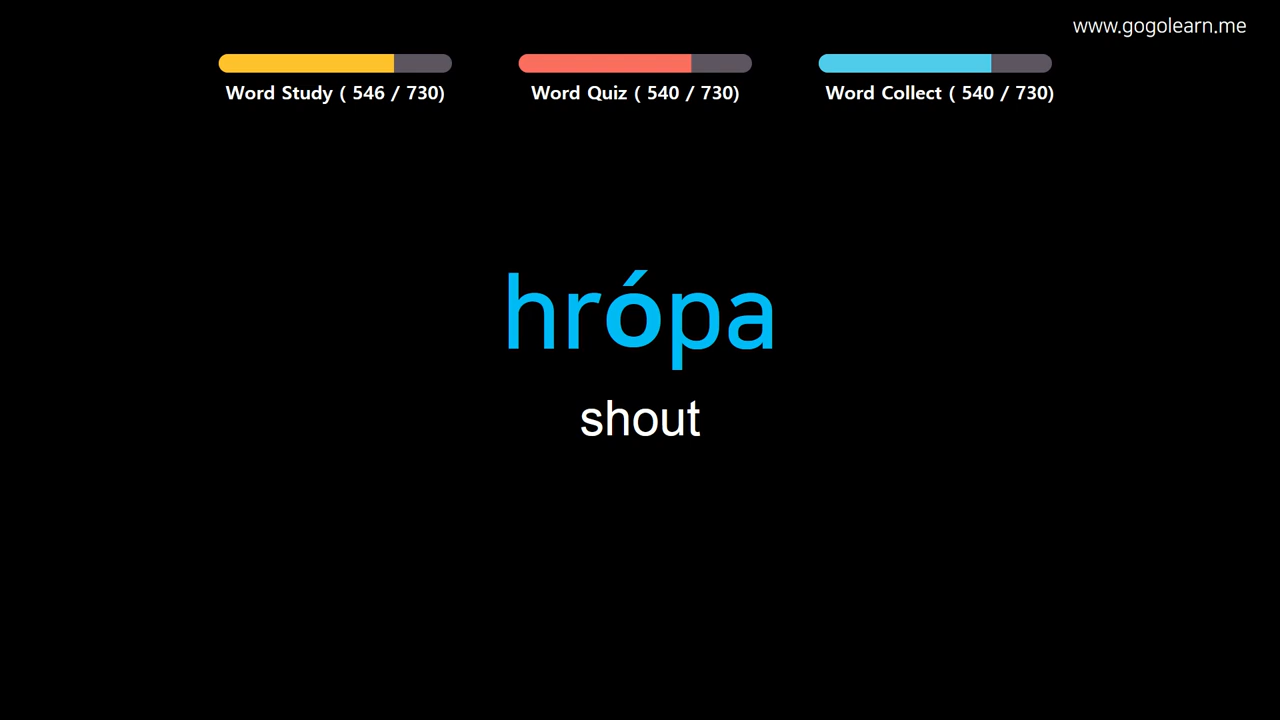 www.gogolearn.me
Word Study ( 546 / 730)
Word Quiz ( 540 / 730)
Word Collect ( 540 / 730)
hrópa
shout